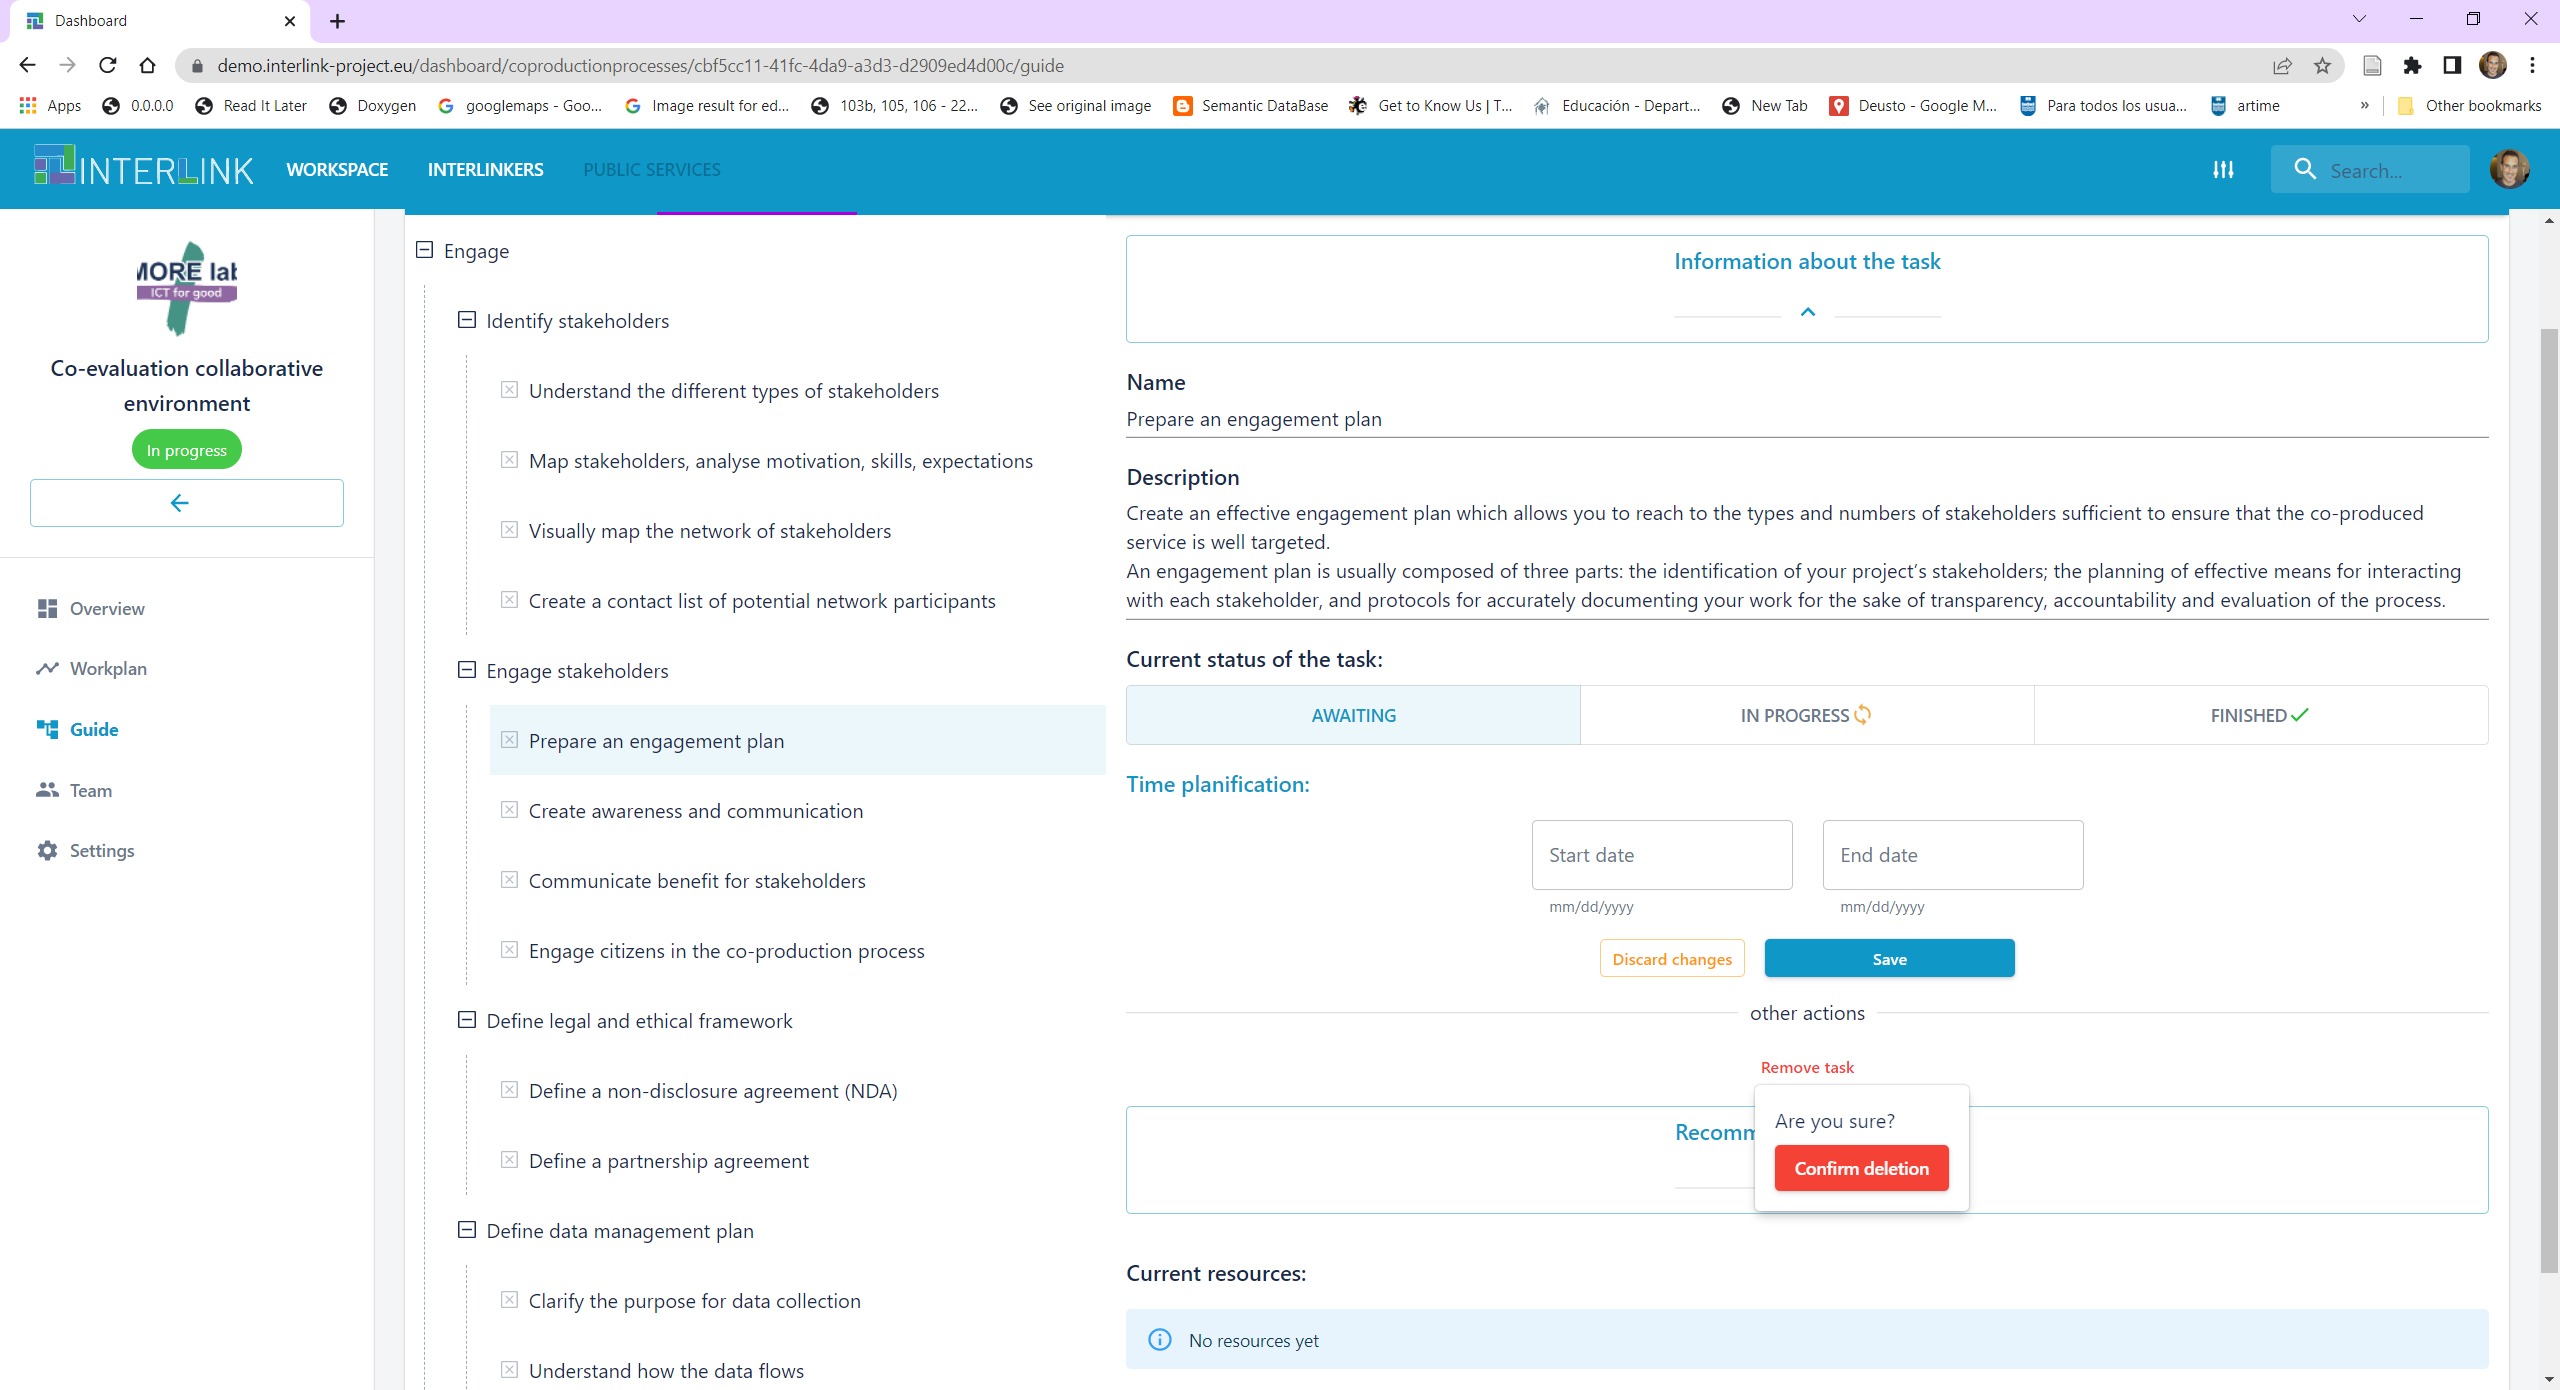 Dashboard
demo.interlink-project.eu/dashboard/coproductionprocesses/cbf5cc11-41fc-4da9-a3d3-d2909ed4d00c/guide
Apps 0.0.0.0 Read It Later Doxygen googlemaps - Goo... Image result for ed... 103b, 105, 106 - 22... See original image Semantic DataBase Get to Know Us | T... Educación - Depart... New Tab Deusto - Google M... Para todos los usua... artime » Other bookmarks
INTERLINK WORKSPACE INTERLINKERS PUBLIC SERVICES Search...
MORE lab
ICT for good
Co-evaluation collaborative
environment
In progress
Overview
Workplan
Guide
Team
Settings
Engage
Identify stakeholders
Understand the different types of stakeholders
Map stakeholders, analyse motivation, skills, expectations
Visually map the network of stakeholders
Create a contact list of potential network participants
Engage stakeholders
Prepare an engagement plan
Create awareness and communication
Communicate benefit for stakeholders
Engage citizens in the co-production process
Define legal and ethical framework
Define a non-disclosure agreement (NDA)
Define a partnership agreement
Define data management plan
Clarify the purpose for data collection
Understand how the data flows
Information about the task
Name
Prepare an engagement plan
Description
Create an effective engagement plan which allows you to reach to the types and numbers of stakeholders sufficient to ensure that the co-produced
service is well targeted.
An engagement plan is usually composed of three parts: the identification of your project’s stakeholders; the planning of effective means for interacting
with each stakeholder, and protocols for accurately documenting your work for the sake of transparency, accountability and evaluation of the process.
Current status of the task:
AWAITING IN PROGRESS FINISHED
Time planification:
Start date End date
mm/dd/yyyy mm/dd/yyyy
Discard changes Save
other actions
Remove task
Are you sure?
Recomm
Confirm deletion
Current resources:
No resources yet